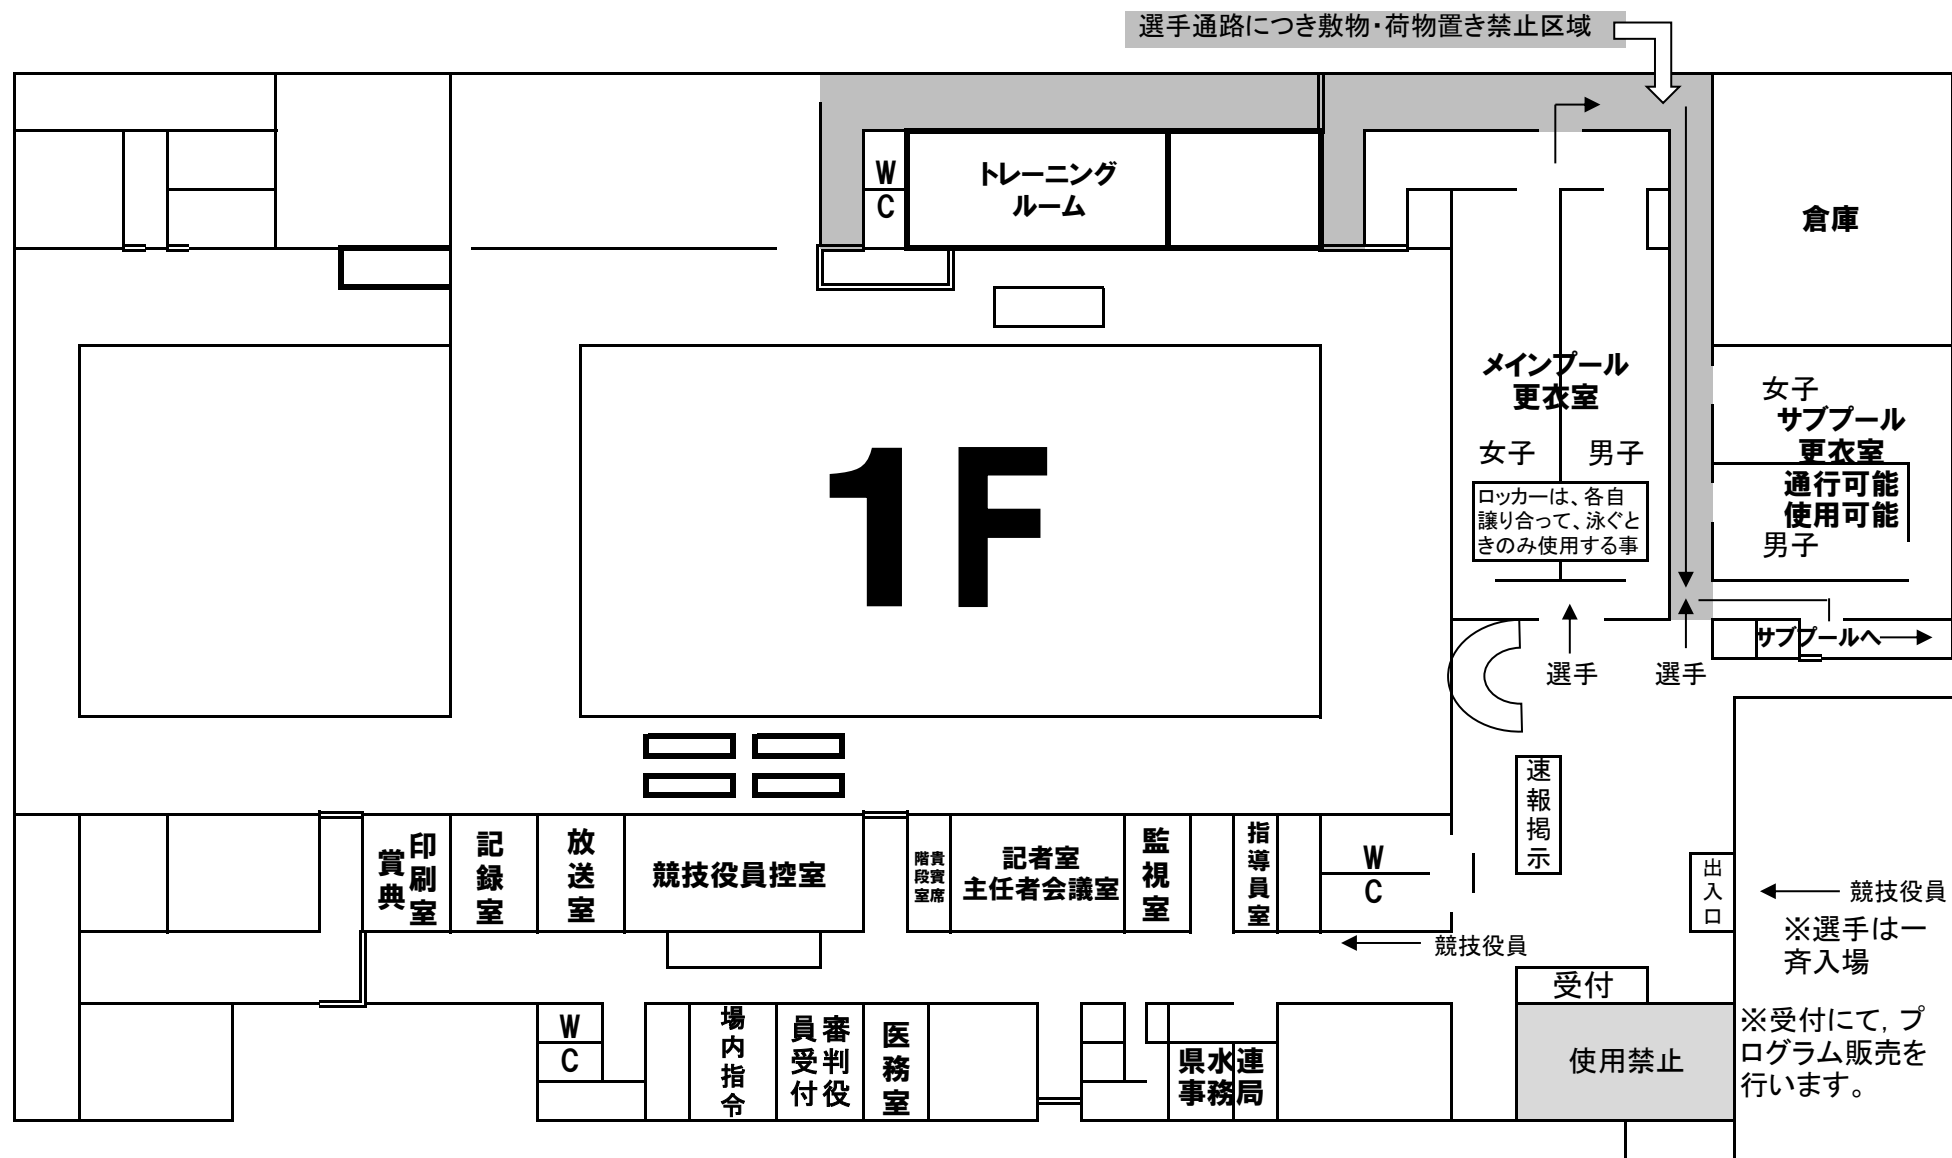 選手通路につき敷物・荷物置き禁止区域
W
C
トレーニング
ルーム
倉庫
メインプール
更衣室
女子
男子
ロッカーは、各自
譲り合って、泳ぐと
きのみ使用する事
女子
サブプール
更衣室
通行可能
使用可能
男子
1F
サブプールへ
選手
選手
速報掲示
賞典
印刷室
記録室
放送室
競技役員控室
貴賓席
階段室
記者室
主任者会議室
監視室
指導員室
W
C
出入口
競技役員
※選手は一
斉入場
競技役員
受付
W
C
場内指令
審判役
員受付
医務室
県水連
事務局
使用禁止
※受付にて, プ
ログラム販売を
行います。